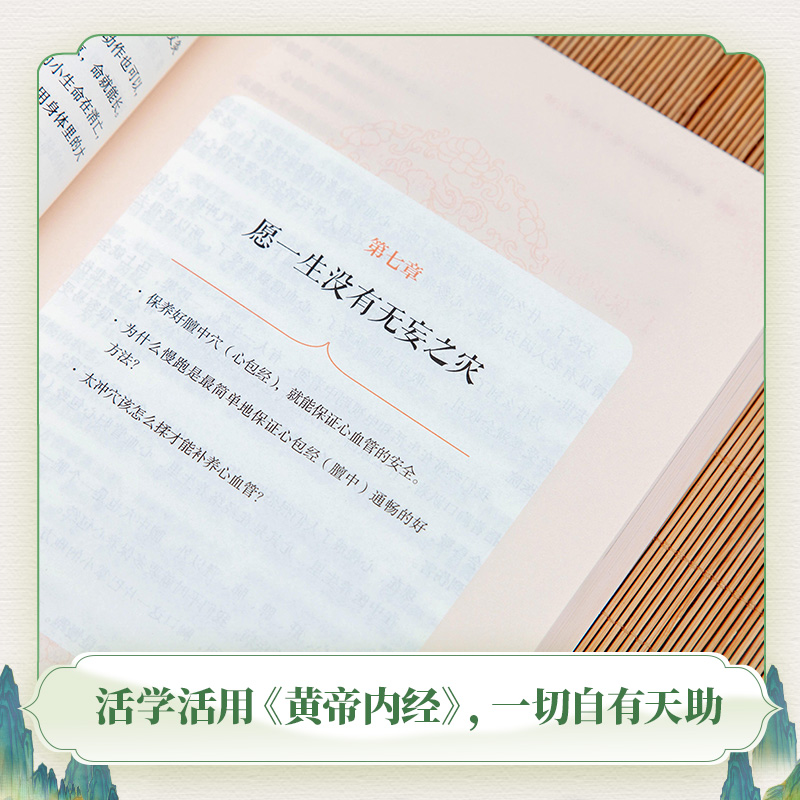 攻乡
动作也可以,
,命就能长。
的小生命在消亡,
用身体里的大
第七章
愿一生没有无妄之灾
·保养好膻中穴（心包经），就能保证心血管的安全。
·为什么慢跑是最简单地保证心包经（膻中）通畅的好
方法？
·太冲穴该怎么揉才能补养心血管？
活学活用《黄帝内经》，一切自有天助